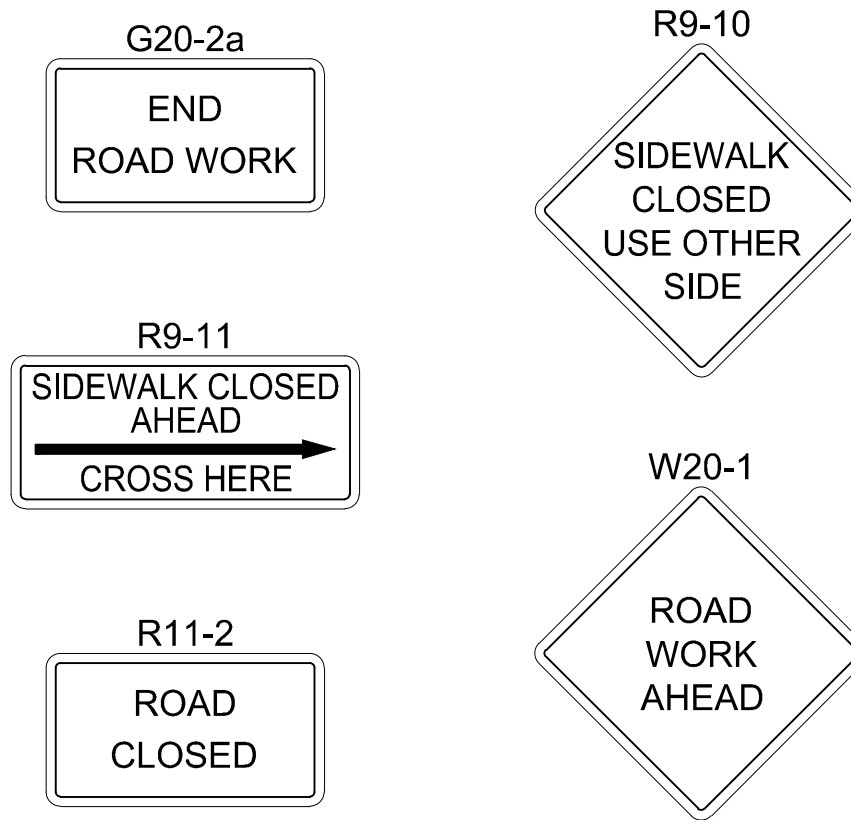 G20-2a
END
ROAD WORK
R9-11
SIDEWALK CLOSED
AHEAD
CROSS HERE
R11-2
ROAD
CLOSED
R9-10
SIDEWALK
CLOSED
USE OTHER
SIDE
W20-1
ROAD
WORK
AHEAD